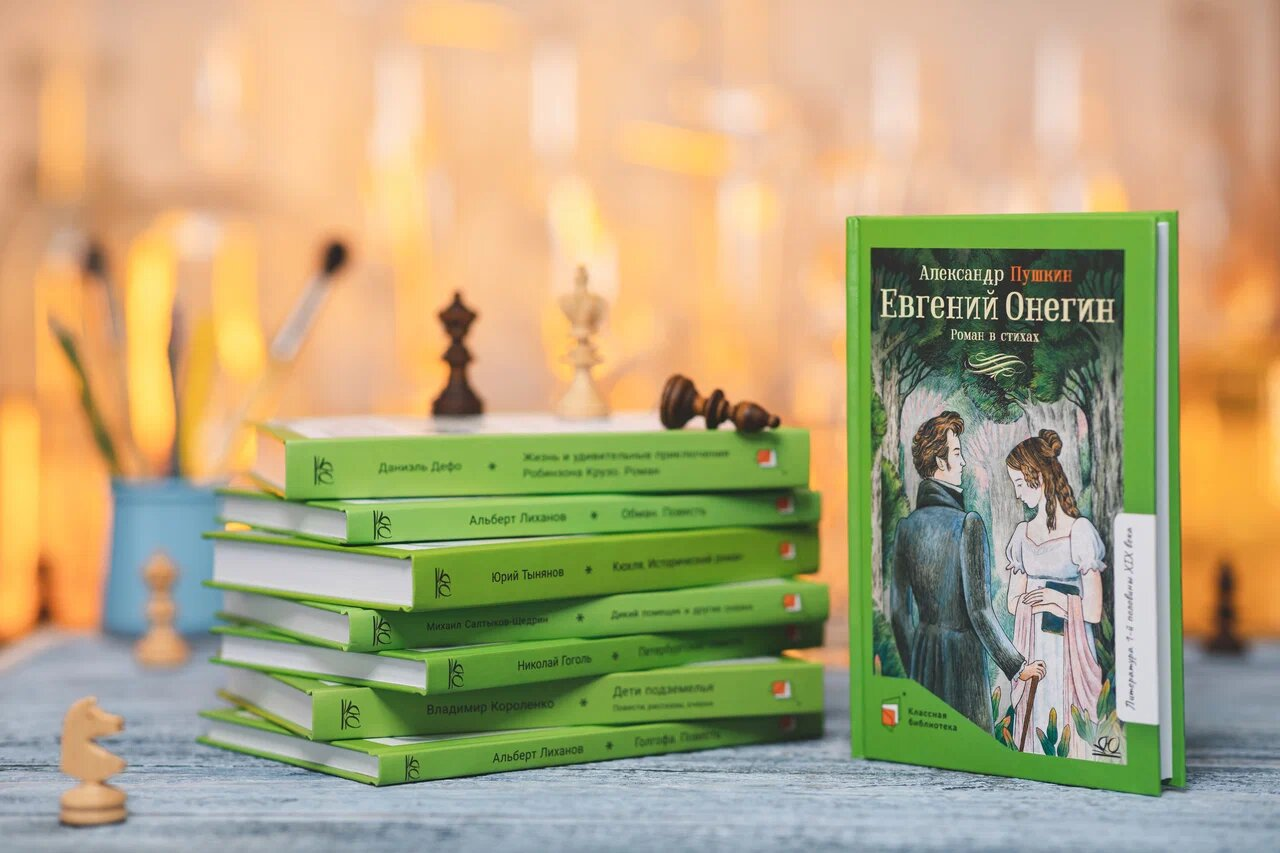 Даниэль Дефо * Жизнь и удивительные приключения
Робинзона Крузо. Роман
Альберт Лиханов * Обман. Повесть
Юрий Тынянов * Кюхля. Исторический роман
Михаил Салтыков-Щедрин * Дикий помещик и другие сказки
Николай Гоголь *
Владимир Короленко * Дети подземелья
Повести, рассказы, очерки
Альберт Лиханов * Голгофа. Повесть
Александр Пушкин
Евгений Онегин
Роман в стихах
Литература 1-й половины XIX века
Классная
библиотека